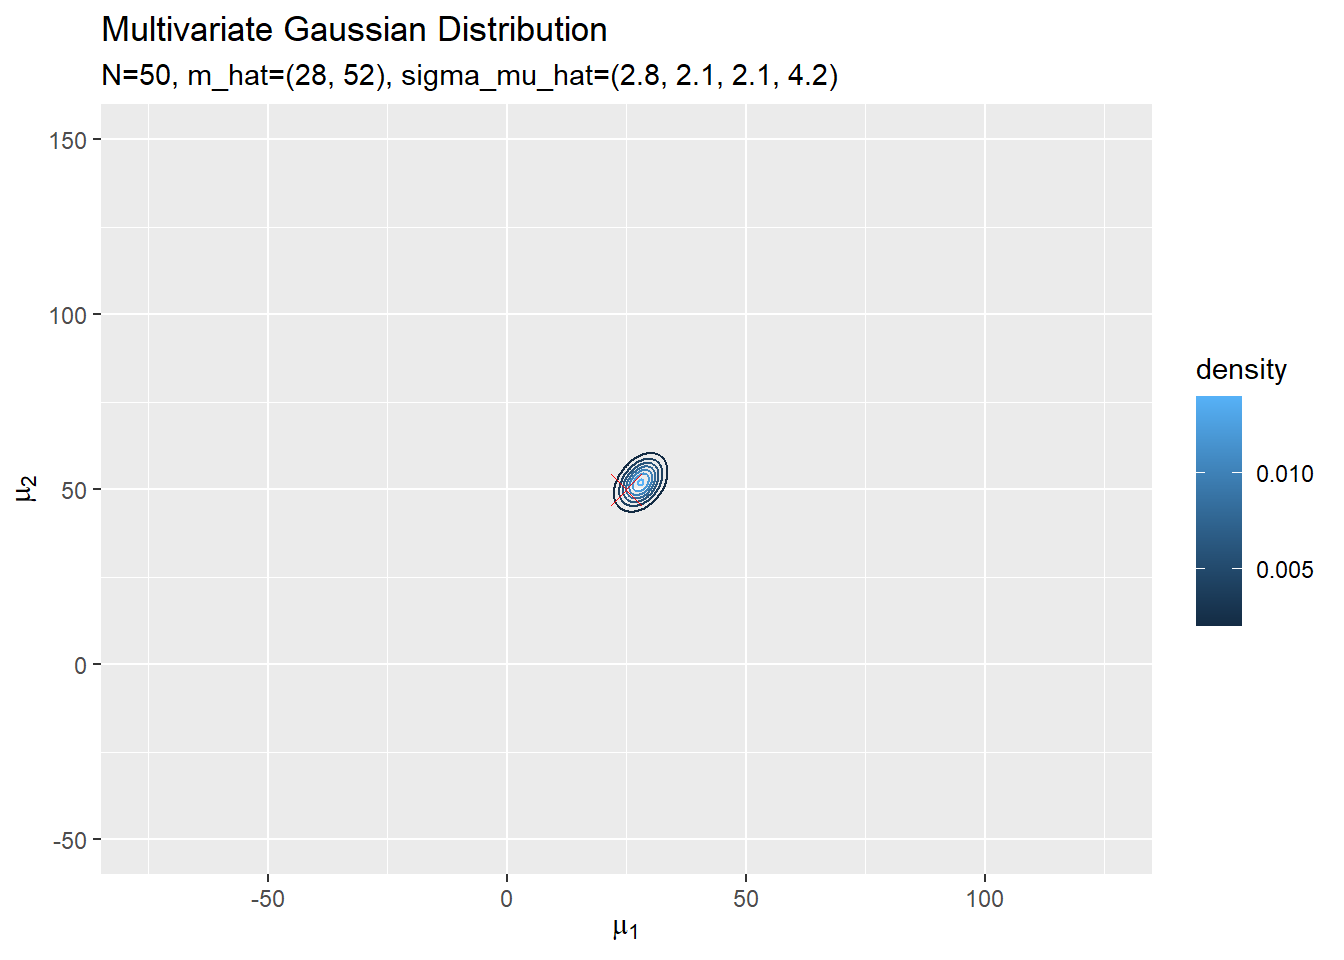 Multivariate Gaussian Distribution
N=50, m_hat=(28, 52), sigma_mu_hat=(2.8, 2.1, 2.1, 4.2)
150
100
50
0
-50
μ2
-50
0
50
100
μ1
density
0.010
0.005